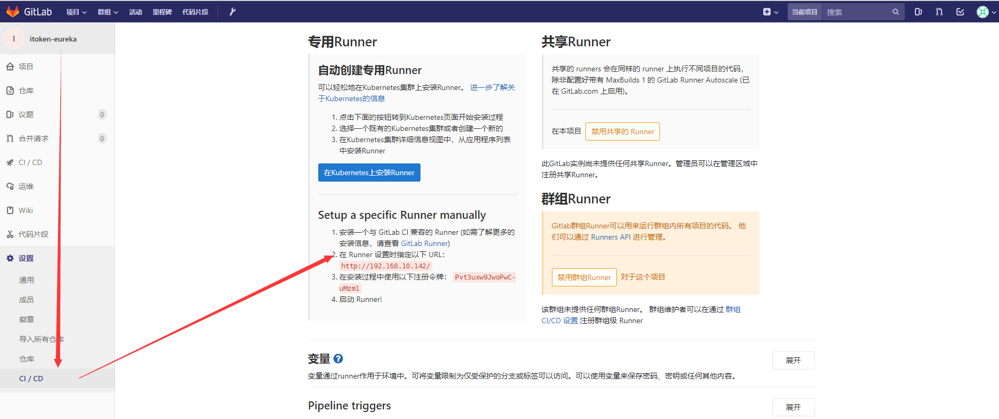 GitLab 项目 群组 活动 里程碑 代码片段 当前项目 搜索
I itoken-eureka
项目
仓库
议题 0
合并请求 0
CI / CD
运维
Wiki
代码片段
设置
通用
成员
徽章
导入所有仓库
仓库
CI / CD
专用Runner
自动创建专用Runner
可以轻松地在Kubernetes集群上安装Runner。 进一步了解关
于Kubernetes的信息
1. 点击下面的按钮转到Kubernetes页面开始安装过程
2. 选择一个既有的Kubernetes集群或者创建一个新的
3. 在Kubernetes集群详细信息视图中，从应用程序列表
中安装Runner
在Kubernetes上安装Runner
Setup a specific Runner manually
1. 安装一个与 GitLab CI 兼容的 Runner (如需了解更多的
安装信息，请查看 GitLab Runner)
2. 在 Runner 设置时指定以下 URL：
http://192.168.10.142/
3. 在安装过程中使用以下注册令牌： Pvt3uxw9JwoPwC-
uMzml
4. 启动 Runner!
共享Runner
共享的 runners 会在同样的 runner 上执行不同项目的代码，
除非配置好带有 MaxBuilds 1 的 GitLab Runner Autoscale (已
在 GitLab.com 上启用)。
在本项目 禁用共享的 Runner
此GitLab实例尚未提供任何共享Runner。管理员可以在管理区域中
注册共享Runner。
群组Runner
Gitlab群组Runner可以用来运行群组内所有项目的代码。 他
们可以通过 Runners API 进行管理。
禁用群组Runner 对于这个项目
该群组未提供任何群组Runner。 群组维护者可以在通过 群组
CI/CD 设置 注册群组级 Runner
变量 ?
展开
变量通过runner作用于环境中。可将变量限制为仅受保护的分支或标签可以访问。可以使用变量来保存密码、密钥或任何其他内容。
Pipeline triggers
展开